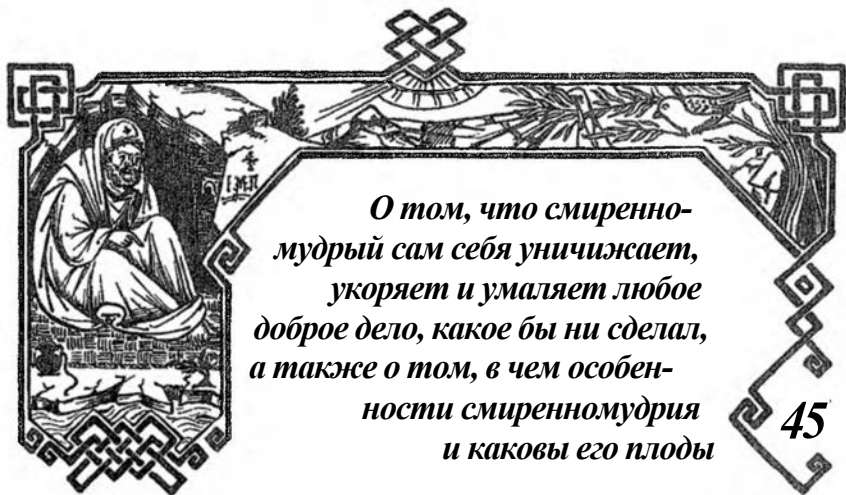 О том, что смиренно-
мудрый сам себя уничижает,
укоряет и умаляет любое
доброе дело, какое бы ни сделал,
а также о том, в чем особен-
ности смиренномудрия
и каковы его плоды
45